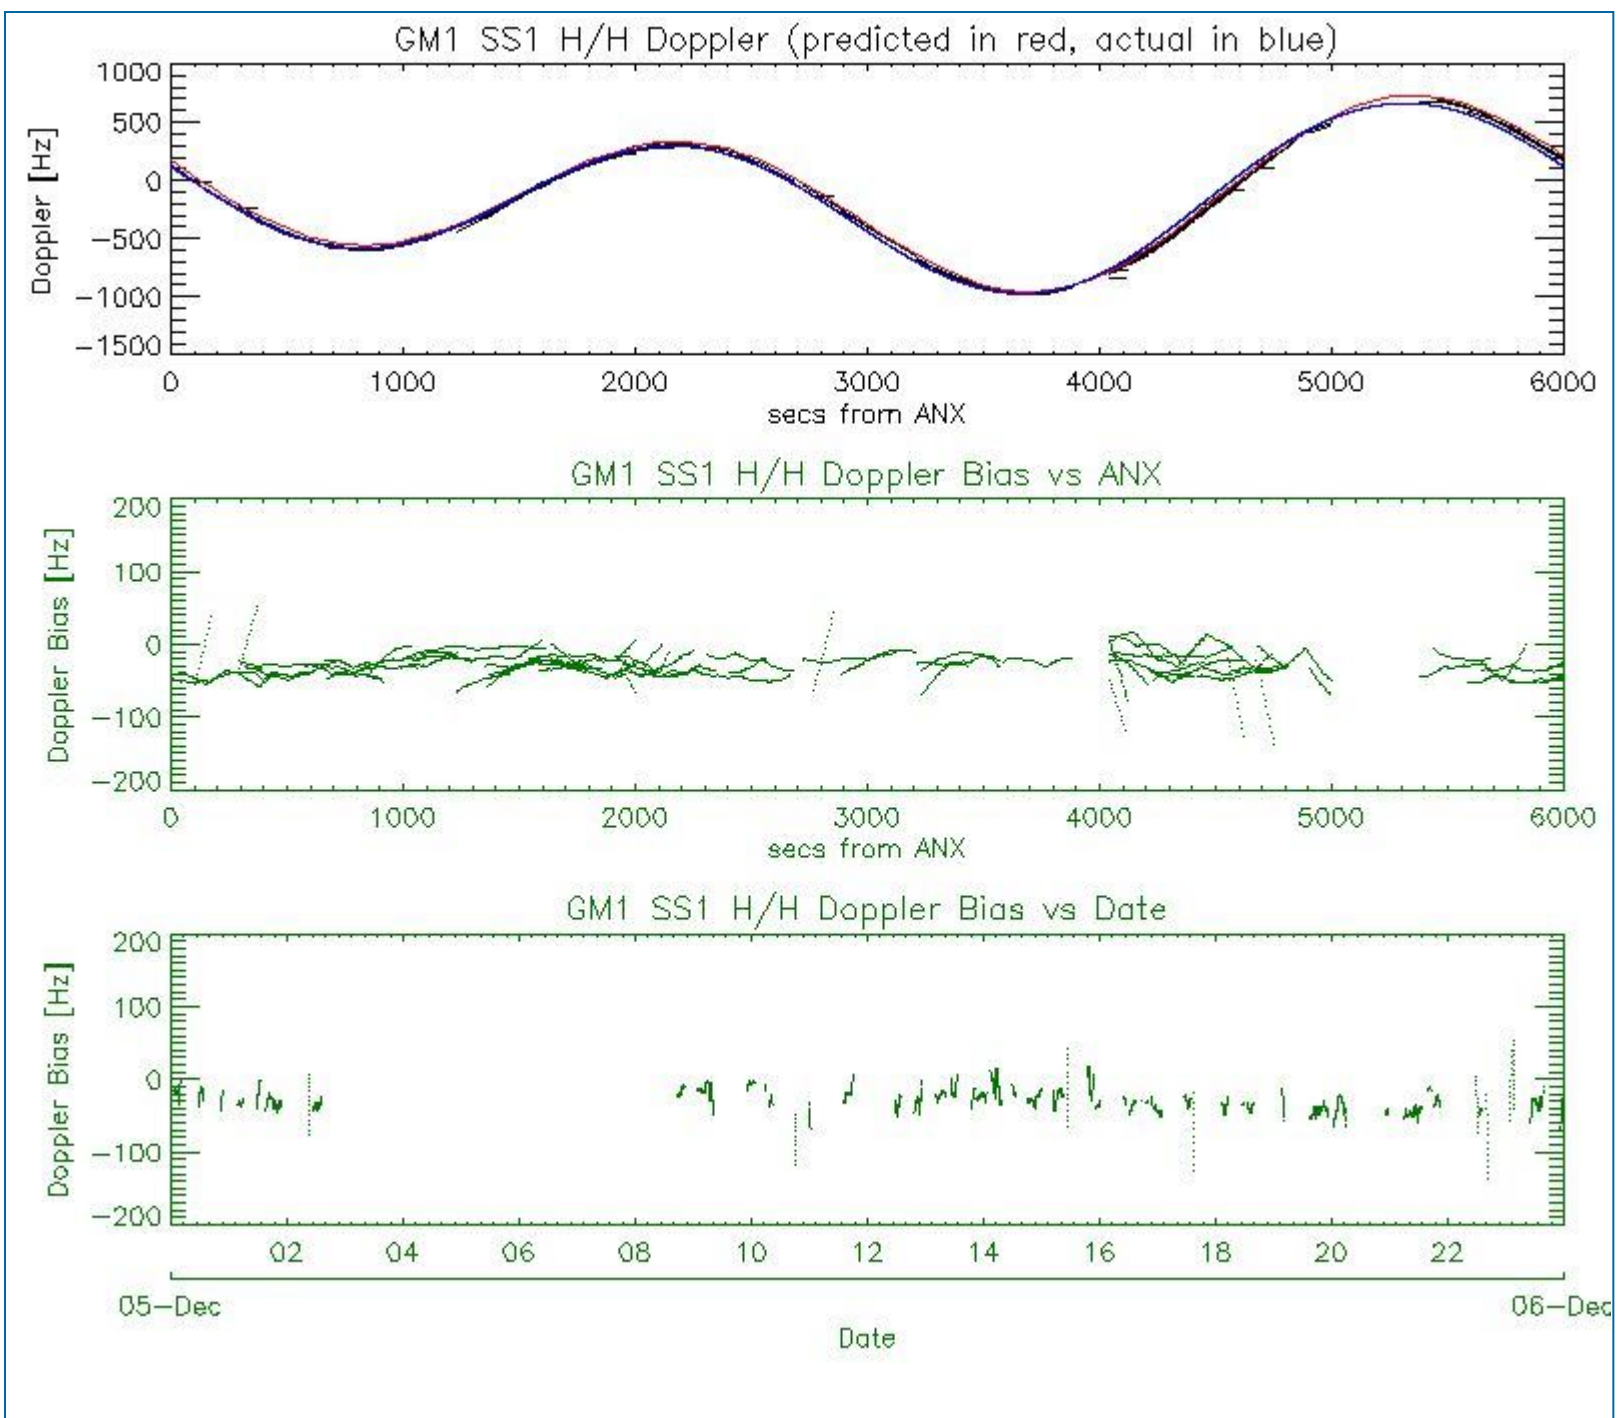 GM1 SS1 H/H Doppler (predicted in red, actual in blue)
1000
500
0
−500
−1000
−1500
Doppler [Hz]
0 1000 2000 3000 4000 5000 6000
secs from ANX
GM1 SS1 H/H Doppler Bias vs ANX
200
100
0
−100
−200
Doppler Bias [Hz]
0 1000 2000 3000 4000 5000 6000
secs from ANX
GM1 SS1 H/H Doppler Bias vs Date
200
100
0
−100
−200
Doppler Bias [Hz]
02 04 06 08 10 12 14 16 18 20 22
05−Dec 06−Dec
Date